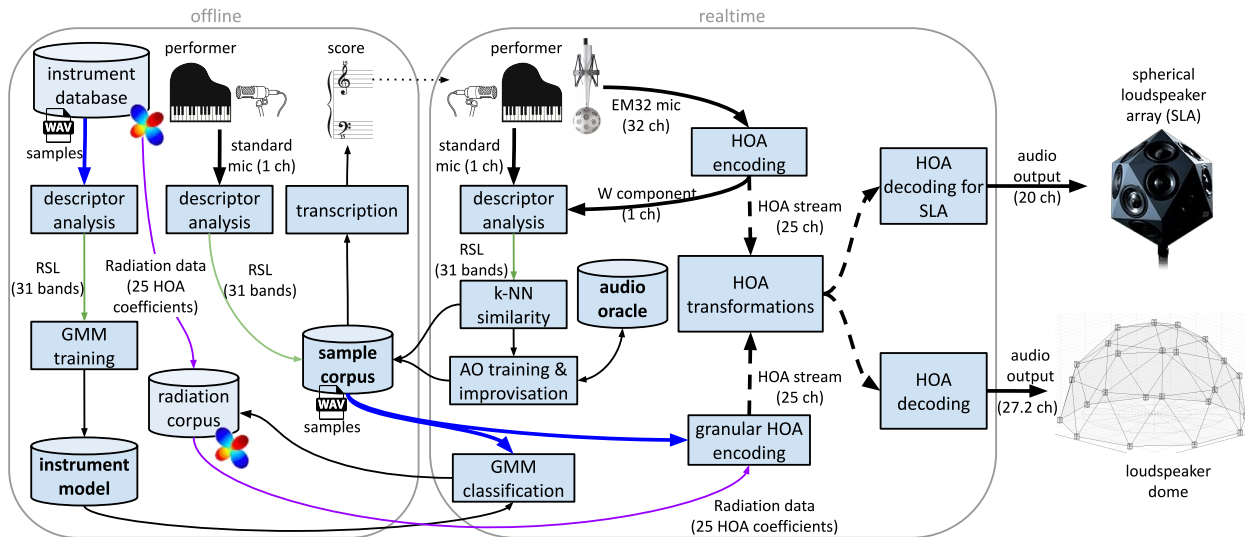 offline
realtime
instrument
database
WAV
samples
performer
score
standard
mic (1 ch)
descriptor
analysis
descriptor
analysis
transcription
RSL
(31 bands)
Radiation data
(25 HOA
coefficients)
RSL
(31 bands)
GMM
training
radiation
corpus
sample
corpus
WAV
samples
instrument
model
performer
EM32 mic
(32 ch)
standard
mic (1 ch)
HOA
encoding
W component
(1 ch)
descriptor
analysis
HOA stream
(25 ch)
RSL
(31 bands)
k-NN
similarity
audio
oracle
HOA
transformations
AO training &
improvisation
HOA stream
(25 ch)
granular HOA
encoding
GMM
classification
Radiation data
(25 HOA coefficients)
HOA
decoding for
SLA
audio
output
(20 ch)
spherical
loudspeaker
array (SLA)
HOA
decoding
audio
output
(27.2 ch)
loudspeaker
dome